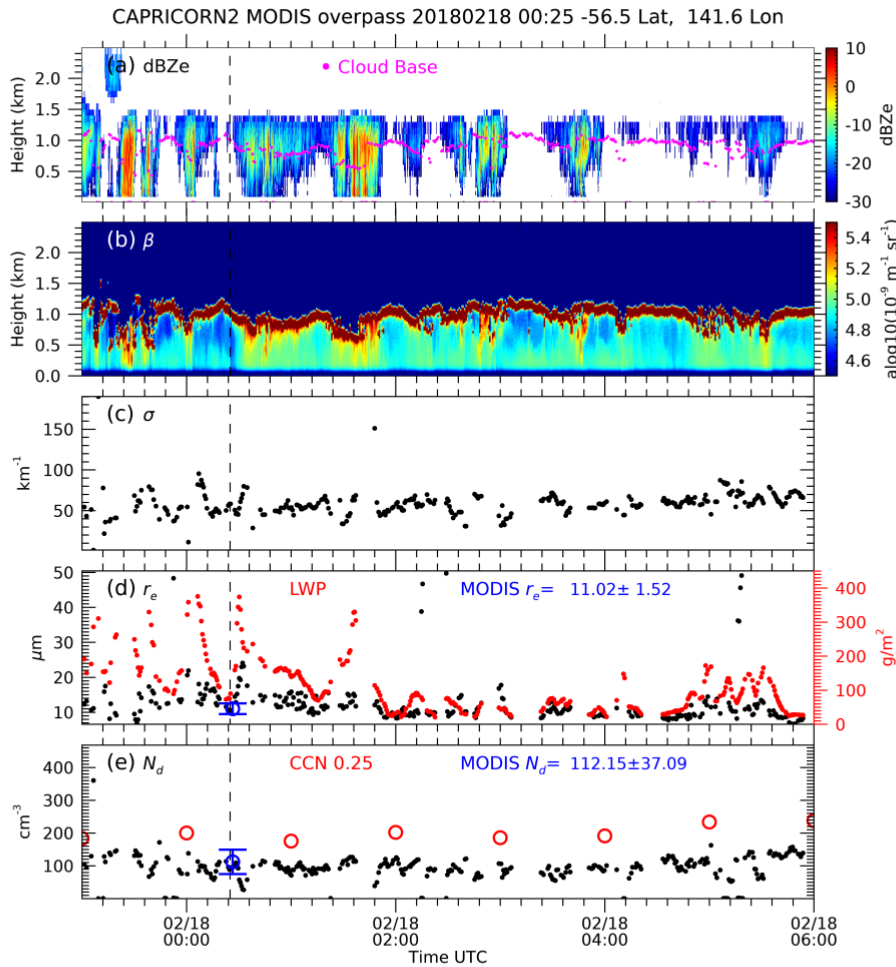 CAPRICORN2 MODIS overpass 20180218 00:25 -56.5 Lat, 141.6 Lon
(a) dBZe
Cloud Base
Height (km)
2.0
1.5
1.0
0.5
10
0
-10
-20
-30
dBZe
(b) β
Height (km)
2.0
1.5
1.0
0.5
0.0
5.4
5.2
5.0
4.8
4.6
alog10(10⁻⁹ m⁻¹ sr⁻¹)
(c) σ
km⁻¹
150
100
50
(d) rₑ
LWP
MODIS rₑ= 11.02± 1.52
μm
50
40
30
20
10
400
300
200
100
0
g/m²
(e) N_d
CCN 0.25
MODIS N_d= 112.15±37.09
cm⁻³
400
300
200
100
02/18 02/18 02/18 02/18
00:00 02:00 04:00 06:00
Time UTC